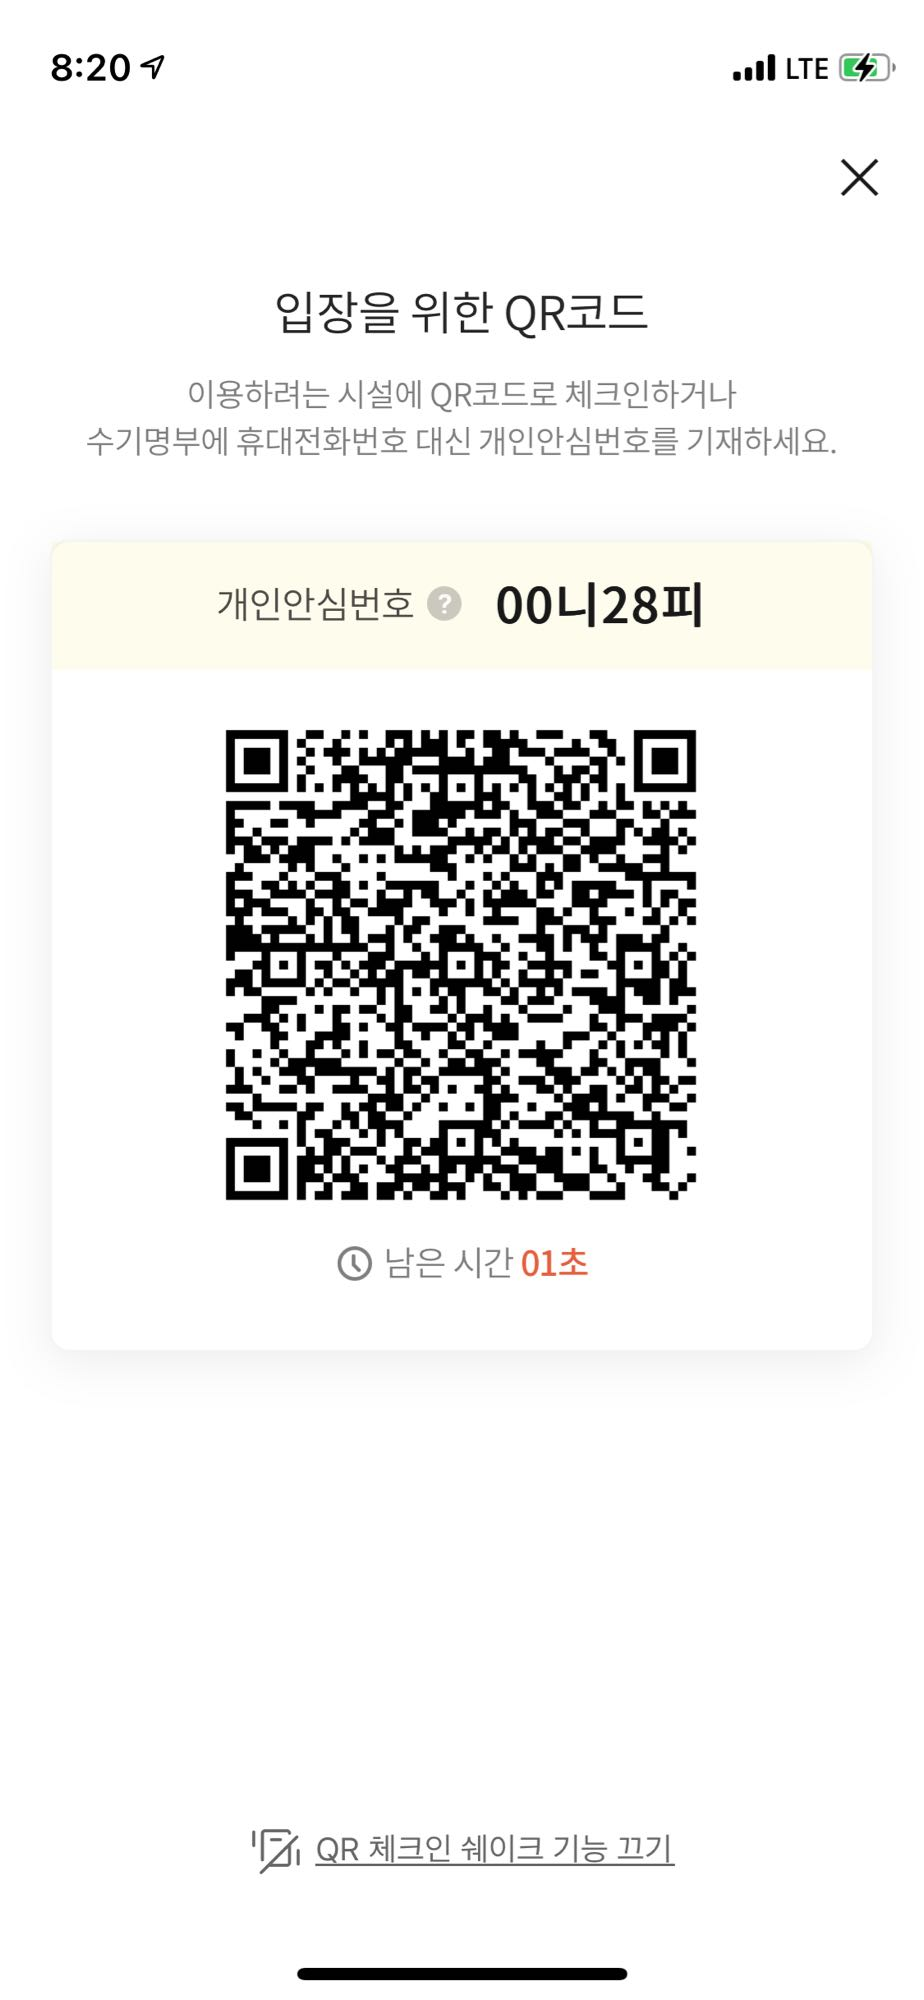 8:20
LTE
입장을 위한 QR코드
이용하려는 시설에 QR코드로 체크인하거나
수기명부에 휴대전화번호 대신 개인안심번호를 기재하세요.
개인안심번호 ? 00니28피
남은 시간 01초
QR 체크인 쉐이크 기능 끄기